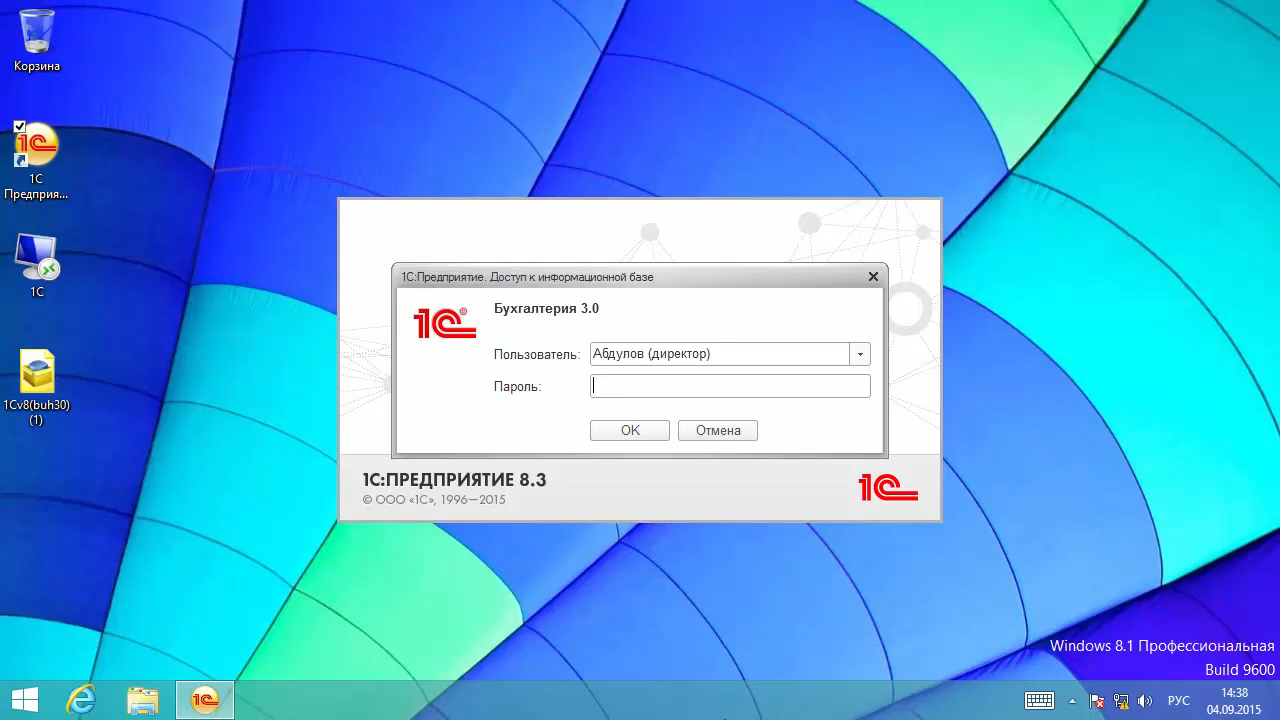 Корзина
1С
Предприя...
1С
1Cv8(buh30)
(1)
1С:Предприятие. Доступ к информационной базе
1С®
Бухгалтерия 3.0
Пользователь:
Абдулов (директор)
Пароль:
OK
Отмена
1С:ПРЕДПРИЯТИЕ 8.3
© ООО «1С», 1996—2015
1С
Windows 8.1 Профессиональная
Build 9600
РУС
14:38
04.09.2015